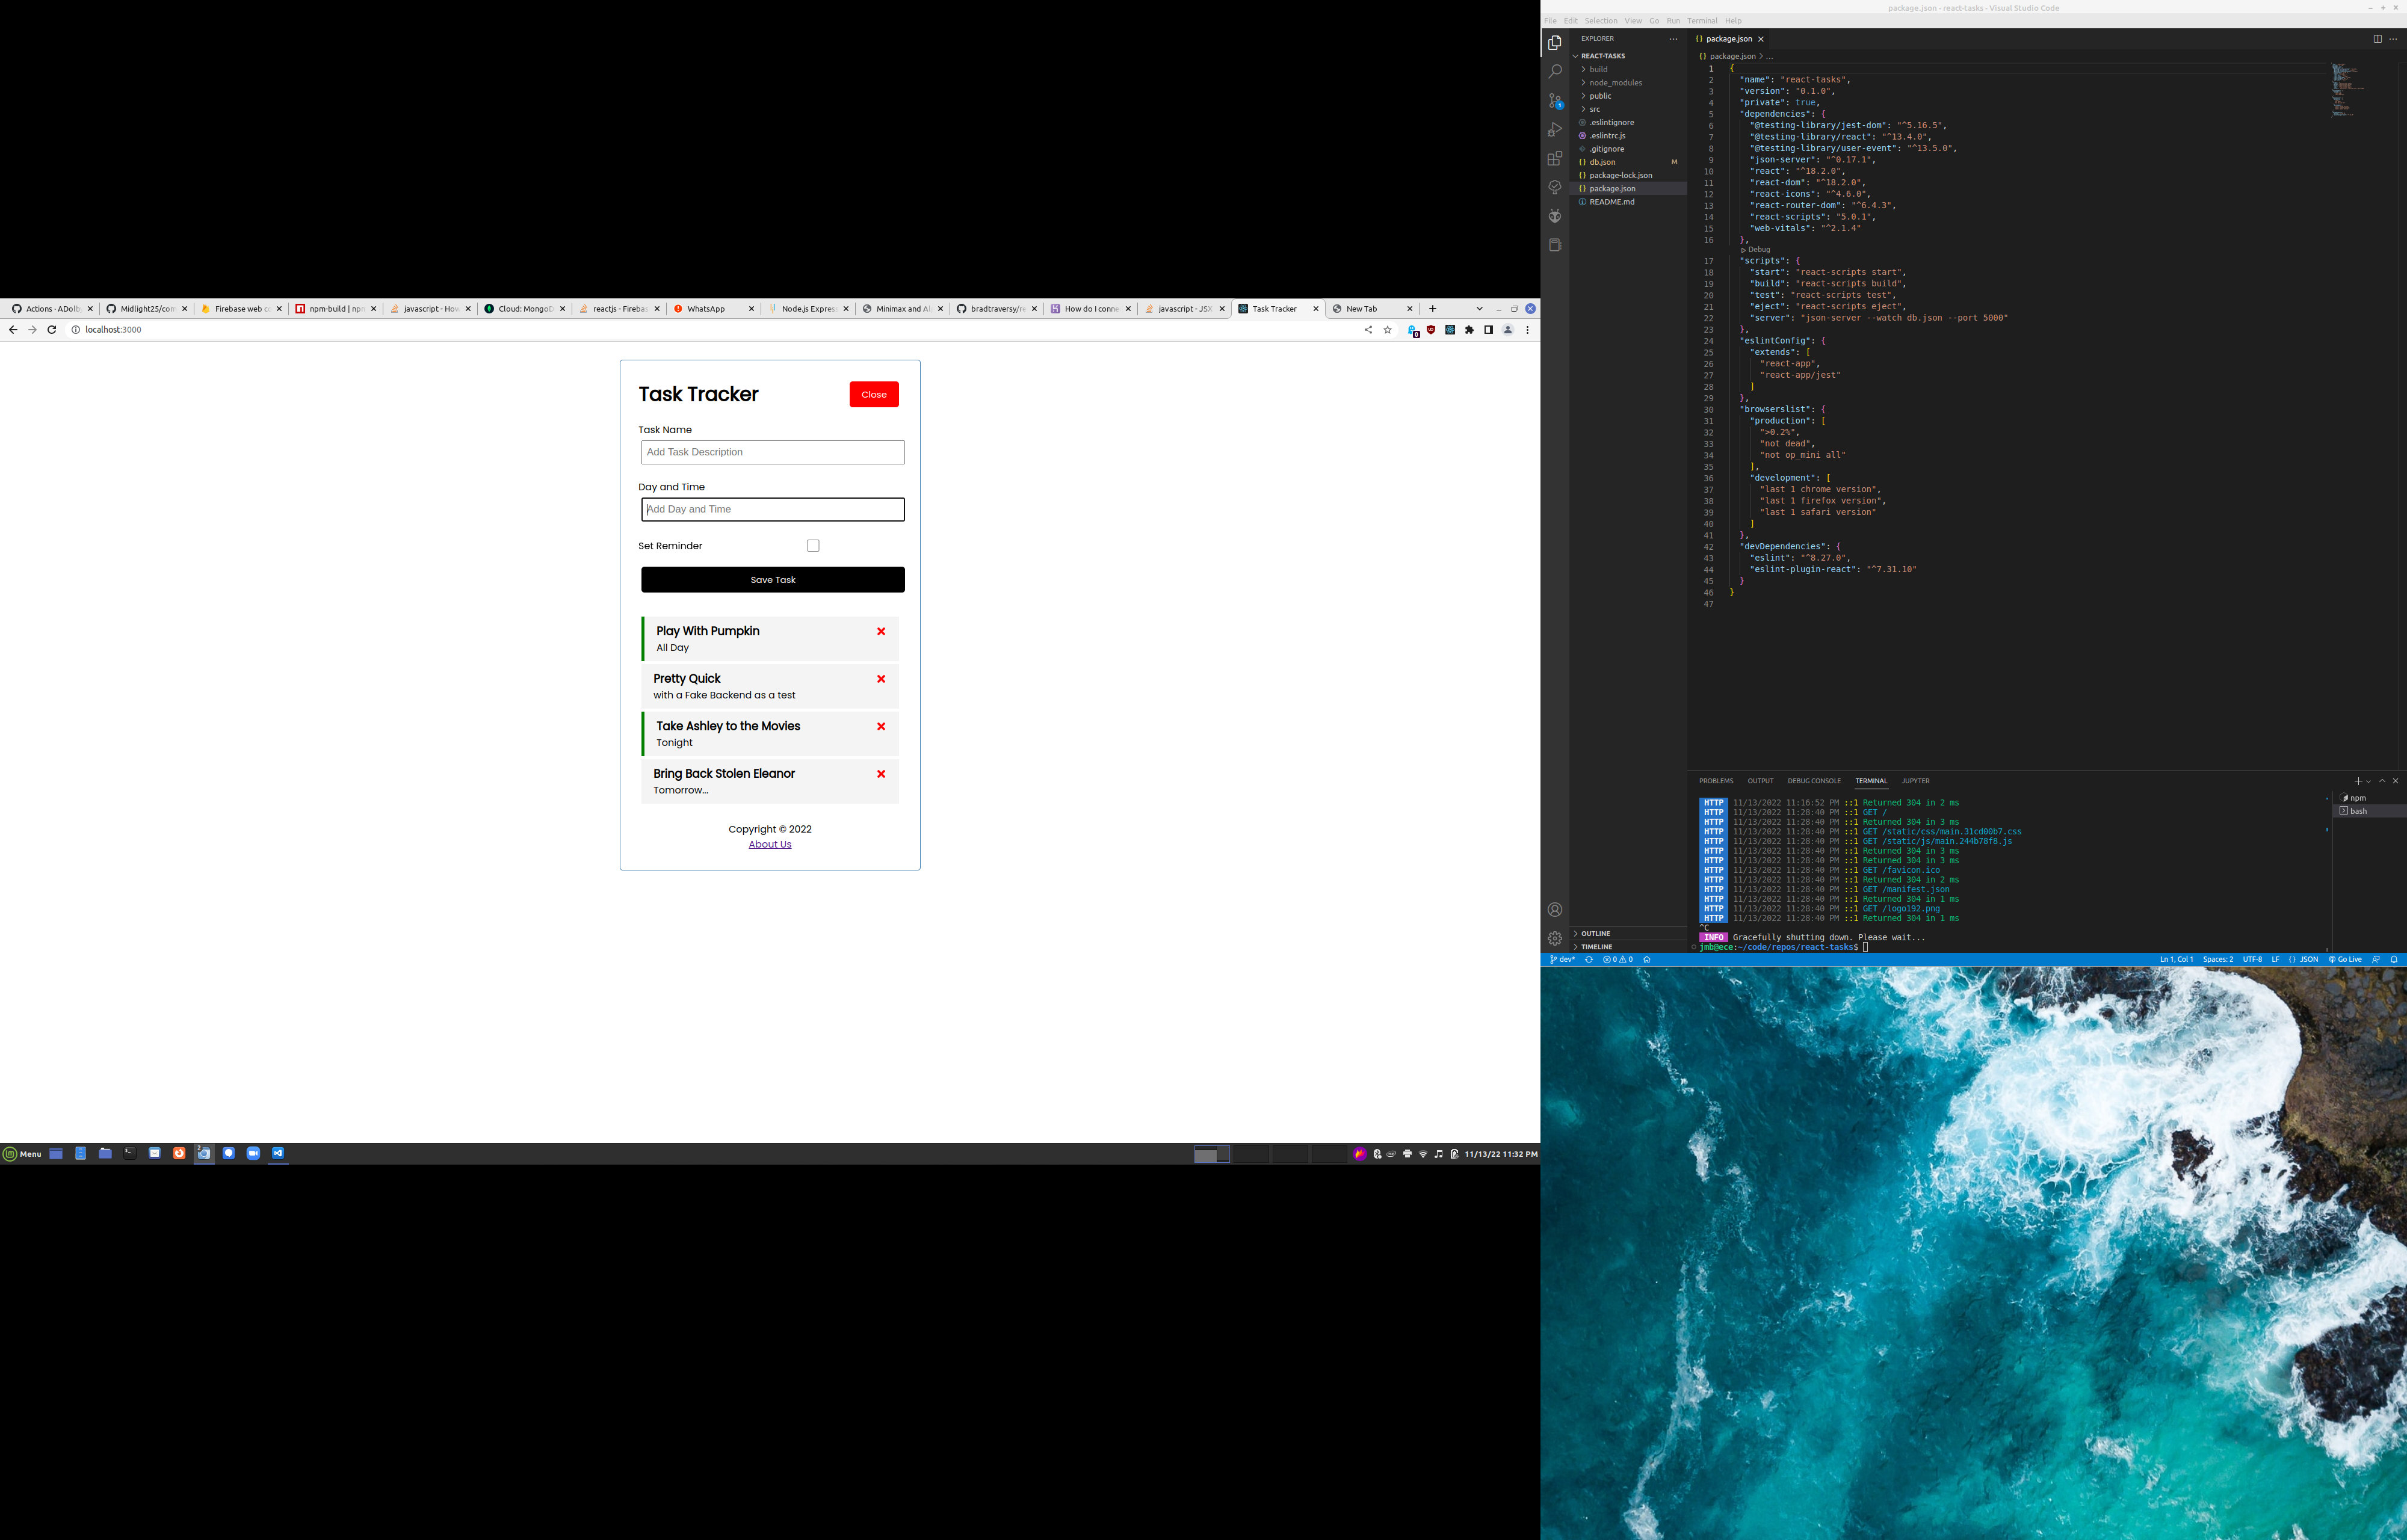 Actions · ADolb
Midlight25/com
Firebase web co
npm-build | npm
javascript - How
Cloud: MongoD
reactjs - Firebas
WhatsApp
Node.js Express
Minimax and Al
bradtraversy/re
How do I conne
javascript - JSX
Task Tracker
New Tab
localhost:3000
Task Tracker
Close
Task Name
Add Task Description
Day and Time
Add Day and Time
Set Reminder
Save Task
Play With Pumpkin
All Day
Pretty Quick
with a Fake Backend as a test
Take Ashley to the Movies
Tonight
Bring Back Stolen Eleanor
Tomorrow...
Copyright © 2022
About Us
Menu
11/13/22 11:32 PM
package.json - react-tasks - Visual Studio Code
File Edit Selection View Go Run Terminal Help
EXPLORER
REACT-TASKS
build
node_modules
public
src
.eslintignore
.eslintrc.js
.gitignore
db.json M
package-lock.json
package.json
README.md
OUTLINE
TIMELINE
package.json
package.json > ...
1 {
2 "name": "react-tasks",
3 "version": "0.1.0",
4 "private": true,
5 "dependencies": {
6 "@testing-library/jest-dom": "^5.16.5",
7 "@testing-library/react": "^13.4.0",
8 "@testing-library/user-event": "^13.5.0",
9 "json-server": "^0.17.1",
10 "react": "^18.2.0",
11 "react-dom": "^18.2.0",
12 "react-icons": "^4.6.0",
13 "react-router-dom": "^6.4.3",
14 "react-scripts": "5.0.1",
15 "web-vitals": "^2.1.4"
16 },
Debug
17 "scripts": {
18 "start": "react-scripts start",
19 "build": "react-scripts build",
20 "test": "react-scripts test",
21 "eject": "react-scripts eject",
22 "server": "json-server --watch db.json --port 5000"
23 },
24 "eslintConfig": {
25 "extends": [
26 "react-app",
27 "react-app/jest"
28 ]
29 },
30 "browserslist": {
31 "production": [
32 ">0.2%",
33 "not dead",
34 "not op_mini all"
35 ],
36 "development": [
37 "last 1 chrome version",
38 "last 1 firefox version",
39 "last 1 safari version"
40 ]
41 },
42 "devDependencies": {
43 "eslint": "^8.27.0",
44 "eslint-plugin-react": "^7.31.10"
45 }
46 }
47
PROBLEMS OUTPUT DEBUG CONSOLE TERMINAL JUPYTER
npm
bash
HTTP 11/13/2022 11:16:52 PM ::1 Returned 304 in 2 ms
HTTP 11/13/2022 11:28:40 PM ::1 GET /
HTTP 11/13/2022 11:28:40 PM ::1 Returned 304 in 3 ms
HTTP 11/13/2022 11:28:40 PM ::1 GET /static/css/main.31cd00b7.css
HTTP 11/13/2022 11:28:40 PM ::1 GET /static/js/main.244b78f8.js
HTTP 11/13/2022 11:28:40 PM ::1 Returned 304 in 3 ms
HTTP 11/13/2022 11:28:40 PM ::1 Returned 304 in 3 ms
HTTP 11/13/2022 11:28:40 PM ::1 GET /favicon.ico
HTTP 11/13/2022 11:28:40 PM ::1 Returned 304 in 2 ms
HTTP 11/13/2022 11:28:40 PM ::1 GET /manifest.json
HTTP 11/13/2022 11:28:40 PM ::1 Returned 304 in 1 ms
HTTP 11/13/2022 11:28:40 PM ::1 GET /logo192.png
HTTP 11/13/2022 11:28:40 PM ::1 Returned 304 in 1 ms
^C
INFO Gracefully shutting down. Please wait...
jmb@ece:~/code/repos/react-tasks$
dev* 0 0 Ln 1, Col 1 Spaces: 2 UTF-8 LF { } JSON Go Live